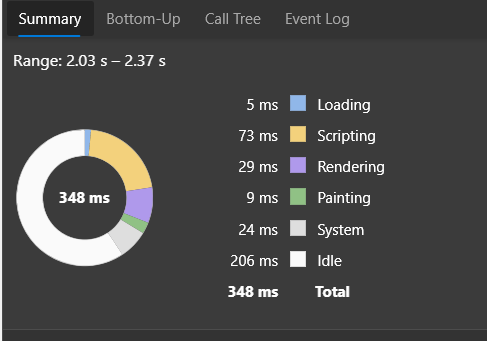 Summary Bottom-Up Call Tree Event Log
Range: 2.03 s – 2.37 s
5 ms Loading
73 ms Scripting
29 ms Rendering
9 ms Painting
24 ms System
206 ms Idle
348 ms Total
348 ms